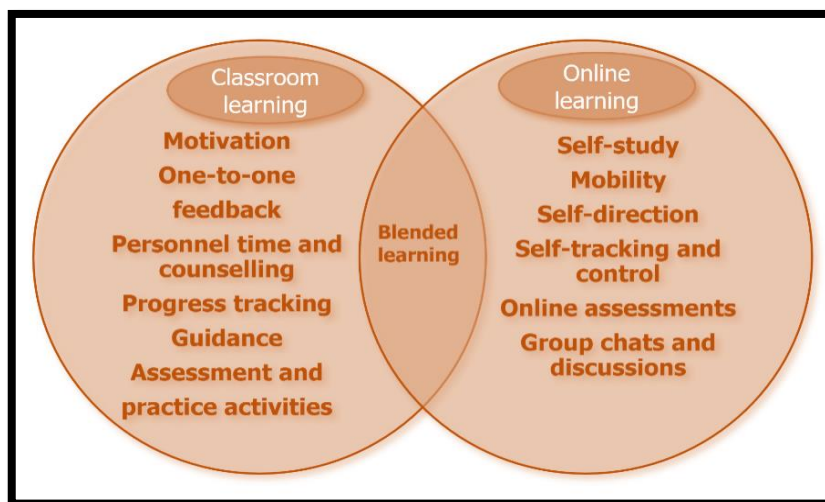 Classroom
learning
Motivation
One-to-one
feedback
Personnel time and
counselling
Progress tracking
Guidance
Assessment and
practice activities
Blended
learning
Online
learning
Self-study
Mobility
Self-direction
Self-tracking and
control
Online assessments
Group chats and
discussions